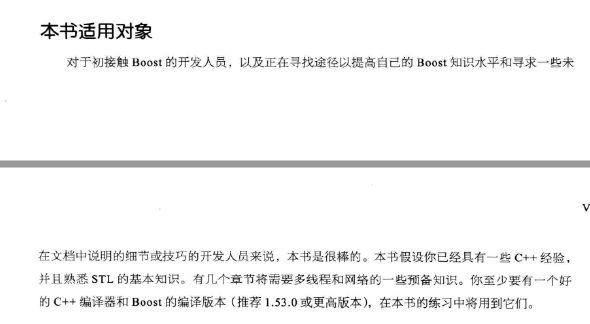 本书适用对象
对于初接触 Boost 的开发人员，以及正在寻找途径以提高自己的 Boost 知识水平和寻求一些未
V
在文档中说明的细节或技巧的开发人员来说，本书是很棒的。本书假设你已经具有一些 C++ 经验，
并且熟悉 STL 的基本知识。有几个章节将需要多线程和网络的一些预备知识。你至少要有一个好
的 C++ 编译器和 Boost 的编译版本（推荐 1.53.0 或更高版本），在本书的练习中将用到它们。